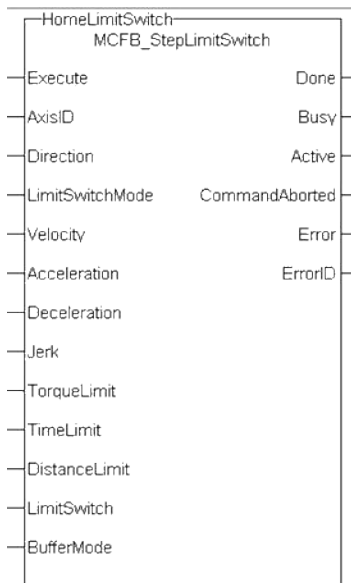 HomeLimitSwitch
MCFB_StepLimitSwitch
Execute Done
AxisID Busy
Direction Active
LimitSwitchMode CommandAborted
Velocity Error
Acceleration ErrorID
Deceleration
Jerk
TorqueLimit
TimeLimit
DistanceLimit
LimitSwitch
BufferMode